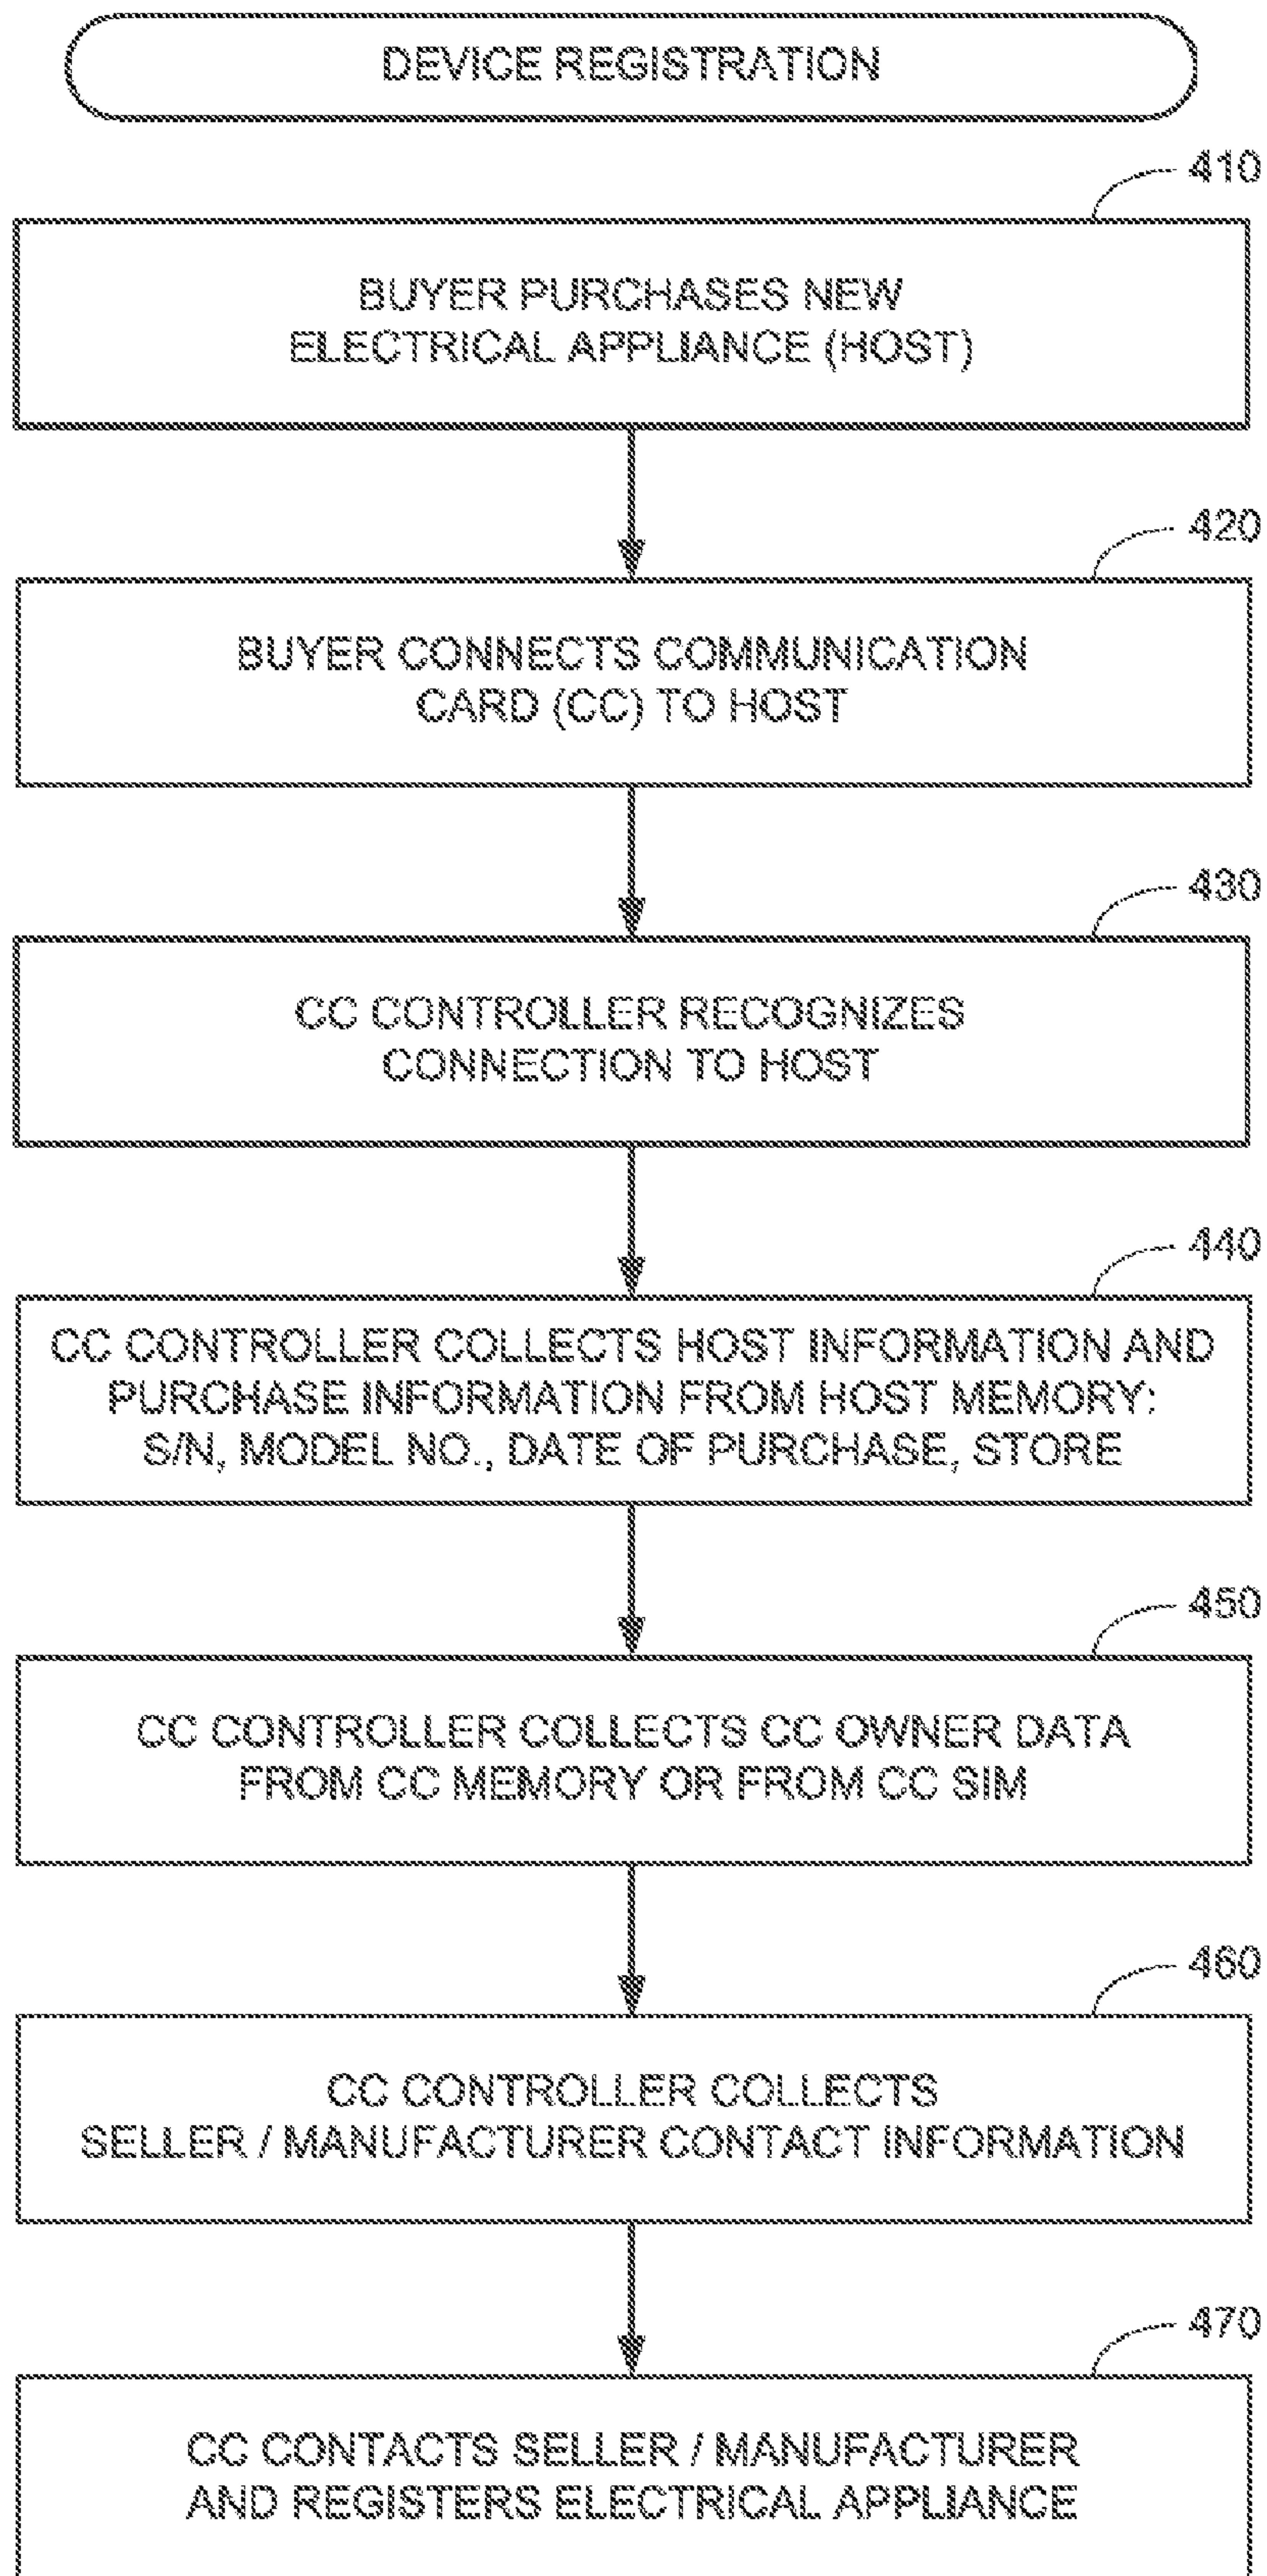 DEVICE REGISTRATION
410
BUYER PURCHASES NEW
ELECTRICAL APPLIANCE (HOST)
420
BUYER CONNECTS COMMUNICATION
CARD (CC) TO HOST
430
CC CONTROLLER RECOGNIZES
CONNECTION TO HOST
440
CC CONTROLLER COLLECTS HOST INFORMATION AND
PURCHASE INFORMATION FROM HOST MEMORY:
S/N, MODEL NO., DATE OF PURCHASE, STORE
450
CC CONTROLLER COLLECTS CC OWNER DATA
FROM CC MEMORY OR FROM CC SIM
460
CC CONTROLLER COLLECTS
SELLER / MANUFACTURER CONTACT INFORMATION
470
CC CONTACTS SELLER / MANUFACTURER
AND REGISTERS ELECTRICAL APPLIANCE